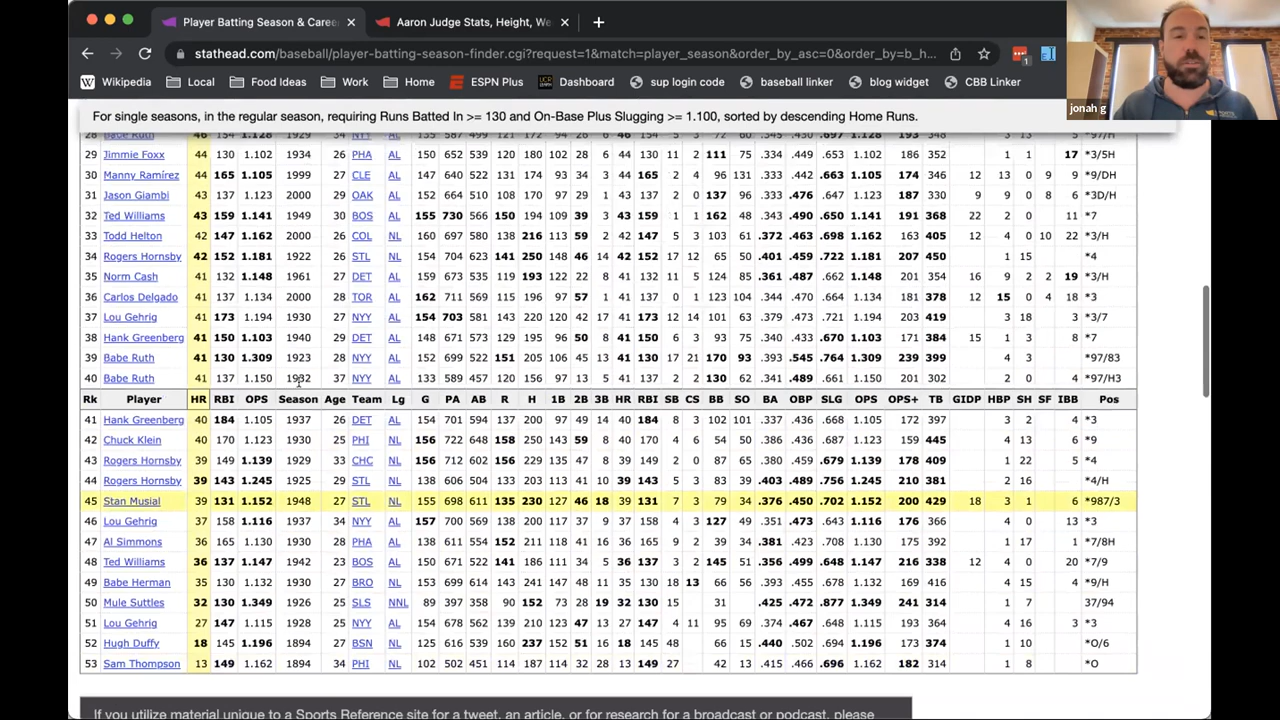 Player Batting Season & Caree × Aaron Judge Stats, Height, We × +
stathead.com/baseball/player-batting-season-finder.cgi?request=1&match=player_season&order_by_asc=0&order_by=b_h...
1
Wikipedia Local Food Ideas Work Home ESPN Plus Dashboard sup login code baseball linker blog widget CBB Linker
jonah g
For single seasons, in the regular season, requiring Runs Batted In >= 130 and On-Base Plus Slugging >= 1.100, sorted by descending Home Runs.
28 Babe Ruth 46 154 1.128 1929 34 NYY AL 135 587 499 121 172 348
29 Jimmie Foxx 44 130 1.102 1934 26 PHA AL 150 652 539 120 180 102 28 6 44 130 11 2 111 75 .334 .449 .653 1.102 186 352 1 1 17 *3/5H
30 Manny Ramírez 44 165 1.105 1999 27 CLE AL 147 640 522 131 174 93 34 3 44 165 2 4 96 131 .333 .442 .663 1.105 174 346 12 13 0 9 9 *9/DH
31 Jason Giambi 43 137 1.123 2000 29 OAK AL 152 664 510 108 170 97 29 1 43 137 2 0 137 96 .333 .476 .647 1.123 187 330 9 9 0 8 6 *3D/H
32 Ted Williams 43 159 1.141 1949 30 BOS AL 155 730 566 150 194 109 39 3 43 159 1 1 162 48 .343 .490 .650 1.141 191 368 22 2 0 11 *7
33 Todd Helton 42 147 1.162 2000 26 COL NL 160 697 580 138 216 113 59 2 42 147 5 3 103 61 .372 .463 .698 1.162 163 405 12 4 0 10 22 *3/H
34 Rogers Hornsby 42 152 1.181 1922 26 STL NL 154 704 623 141 250 148 46 14 42 152 17 12 65 50 .401 .459 .722 1.181 207 450 1 15 *4
35 Norm Cash 41 132 1.148 1961 27 DET AL 159 673 535 119 193 122 22 8 41 132 11 5 124 85 .361 .487 .662 1.148 201 354 16 9 2 2 19 *3/H
36 Carlos Delgado 41 137 1.134 2000 28 TOR AL 162 711 569 115 196 97 57 1 41 137 0 1 123 104 .344 .470 .664 1.134 181 378 12 15 0 4 18 *3
37 Lou Gehrig 41 173 1.194 1930 27 NYY AL 154 703 581 143 220 120 42 17 41 173 12 14 101 63 .379 .473 .721 1.194 203 419 3 18 3 *3/7
38 Hank Greenberg 41 150 1.103 1940 29 DET AL 148 671 573 129 195 96 50 8 41 150 6 3 93 75 .340 .433 .670 1.103 171 384 15 1 3 8 *7
39 Babe Ruth 41 130 1.309 1923 28 NYY AL 152 699 522 151 205 106 45 13 41 130 17 21 170 93 .393 .545 .764 1.309 239 399 4 3 *97/83
40 Babe Ruth 41 137 1.150 1932 37 NYY AL 133 589 457 120 156 97 13 5 41 137 2 2 130 62 .341 .489 .661 1.150 201 302 2 0 4 *97/H3
Rk Player HR RBI OPS Season Age Team Lg G PA AB R H 1B 2B 3B HR RBI SB CS BB SO BA OBP SLG OPS OPS+ TB GIDP HBP SH SF IBB Pos
41 Hank Greenberg 40 184 1.105 1937 26 DET AL 154 701 594 137 200 97 49 14 40 184 8 3 102 101 .337 .436 .668 1.105 172 397 3 2 4 *3
42 Chuck Klein 40 170 1.123 1930 25 PHI NL 156 722 648 158 250 143 59 8 40 170 4 6 54 50 .386 .436 .687 1.123 159 445 4 13 6 *9
43 Rogers Hornsby 39 149 1.139 1929 33 CHC NL 156 712 602 156 229 135 47 8 39 149 2 0 87 65 .380 .459 .679 1.139 178 409 1 22 5 *4
44 Rogers Hornsby 39 143 1.245 1925 29 STL NL 138 606 504 133 203 113 41 10 39 143 5 3 83 39 .403 .489 .756 1.245 210 381 2 16 *4/H
45 Stan Musial 39 131 1.152 1948 27 STL NL 155 698 611 135 230 127 46 18 39 131 7 3 79 34 .376 .450 .702 1.152 200 429 18 3 1 6 *987/3
46 Lou Gehrig 37 158 1.116 1937 34 NYY AL 157 700 569 138 200 117 37 9 37 158 4 3 127 49 .351 .473 .643 1.116 176 366 4 0 13 *3
47 Al Simmons 36 165 1.130 1930 28 PHA AL 138 611 554 152 211 118 41 16 36 165 9 2 39 34 .381 .423 .708 1.130 175 392 1 17 1 *7/8H
48 Ted Williams 36 137 1.147 1942 23 BOS AL 150 671 522 141 186 111 34 5 36 137 3 2 145 51 .356 .499 .648 1.147 216 338 12 4 0 20 *7/9
49 Babe Herman 35 130 1.132 1930 27 BRO NL 153 699 614 143 241 147 48 11 35 130 18 13 66 56 .393 .455 .678 1.132 169 416 4 15 4 *9/H
50 Mule Suttles 32 130 1.349 1926 25 SLS NNL 89 397 358 90 152 73 28 19 32 130 15 31 .425 .472 .877 1.349 241 314 1 7 37/94
51 Lou Gehrig 27 147 1.115 1928 25 NYY AL 154 678 562 139 210 123 47 13 27 147 4 11 95 69 .374 .467 .648 1.115 193 364 4 16 3 *3
52 Hugh Duffy 18 145 1.196 1894 27 BSN NL 125 616 539 160 237 152 51 16 18 145 48 66 15 .440 .502 .694 1.196 173 374 1 10 *O/6
53 Sam Thompson 13 149 1.162 1894 34 PHI NL 102 502 451 114 187 114 32 28 13 149 27 42 13 .415 .466 .696 1.162 182 314 1 8 *O
If you utilize material unique to a Sports Reference site for a tweet, an article, or for research for a broadcast or podcast, please